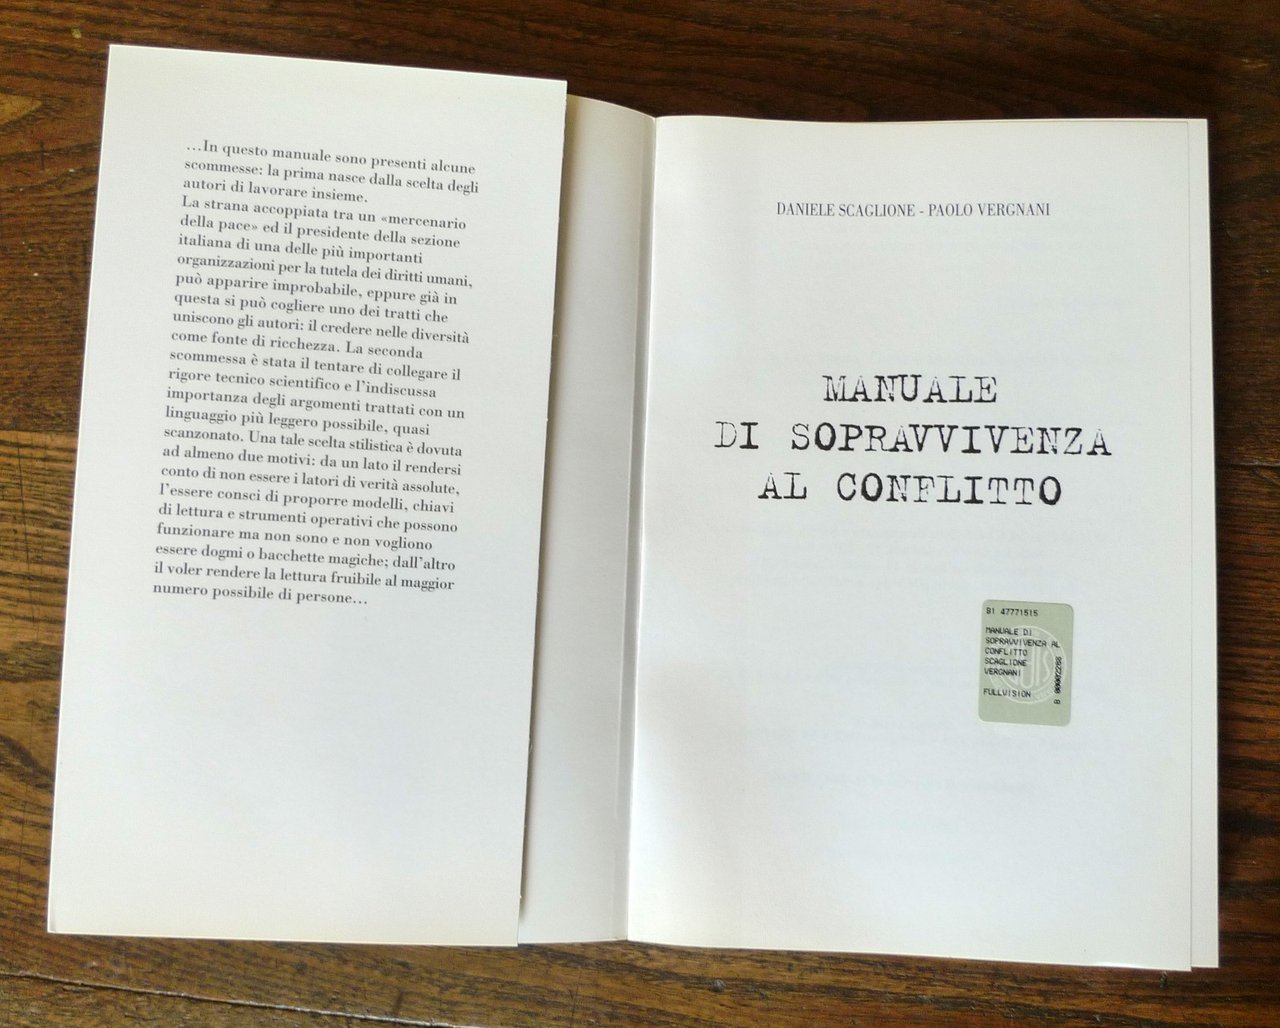 …In questo manuale sono presenti alcune
scommesse: la prima nasce dalla scelta degli
autori di lavorare insieme.
La strana accoppiata tra un «mercenario
della pace» ed il presidente della sezione
italiana di una delle più importanti
organizzazioni per la tutela dei diritti umani,
può apparire improbabile, eppure già in
questa si può cogliere uno dei tratti che
uniscono gli autori: il credere nelle diversità
come fonte di ricchezza. La seconda
scommessa è stata il tentare di collegare il
rigore tecnico scientifico e l'indiscussa
importanza degli argomenti trattati con un
linguaggio più leggero possibile, quasi
scanzonato. Una tale scelta stilistica è dovuta
ad almeno due motivi: da un lato il rendersi
conto di non essere i latori di verità assolute,
l'essere consci di proporre modelli, chiavi
di lettura e strumenti operativi che possono
funzionare ma non sono e non vogliono
essere dogmi o bacchette magiche; dall'altro
il voler rendere la lettura fruibile al maggior
numero possibile di persone…
DANIELE SCAGLIONE - PAOLO VERGNANI
MANUALE
DI SOPRAVVIVENZA
AL CONFLITTO
B1 47771515
MANUALE DI
SOPRAVVIVENZA AL
CONFLITTO
SCAGLIONE
VERGNANI
FULLVISION